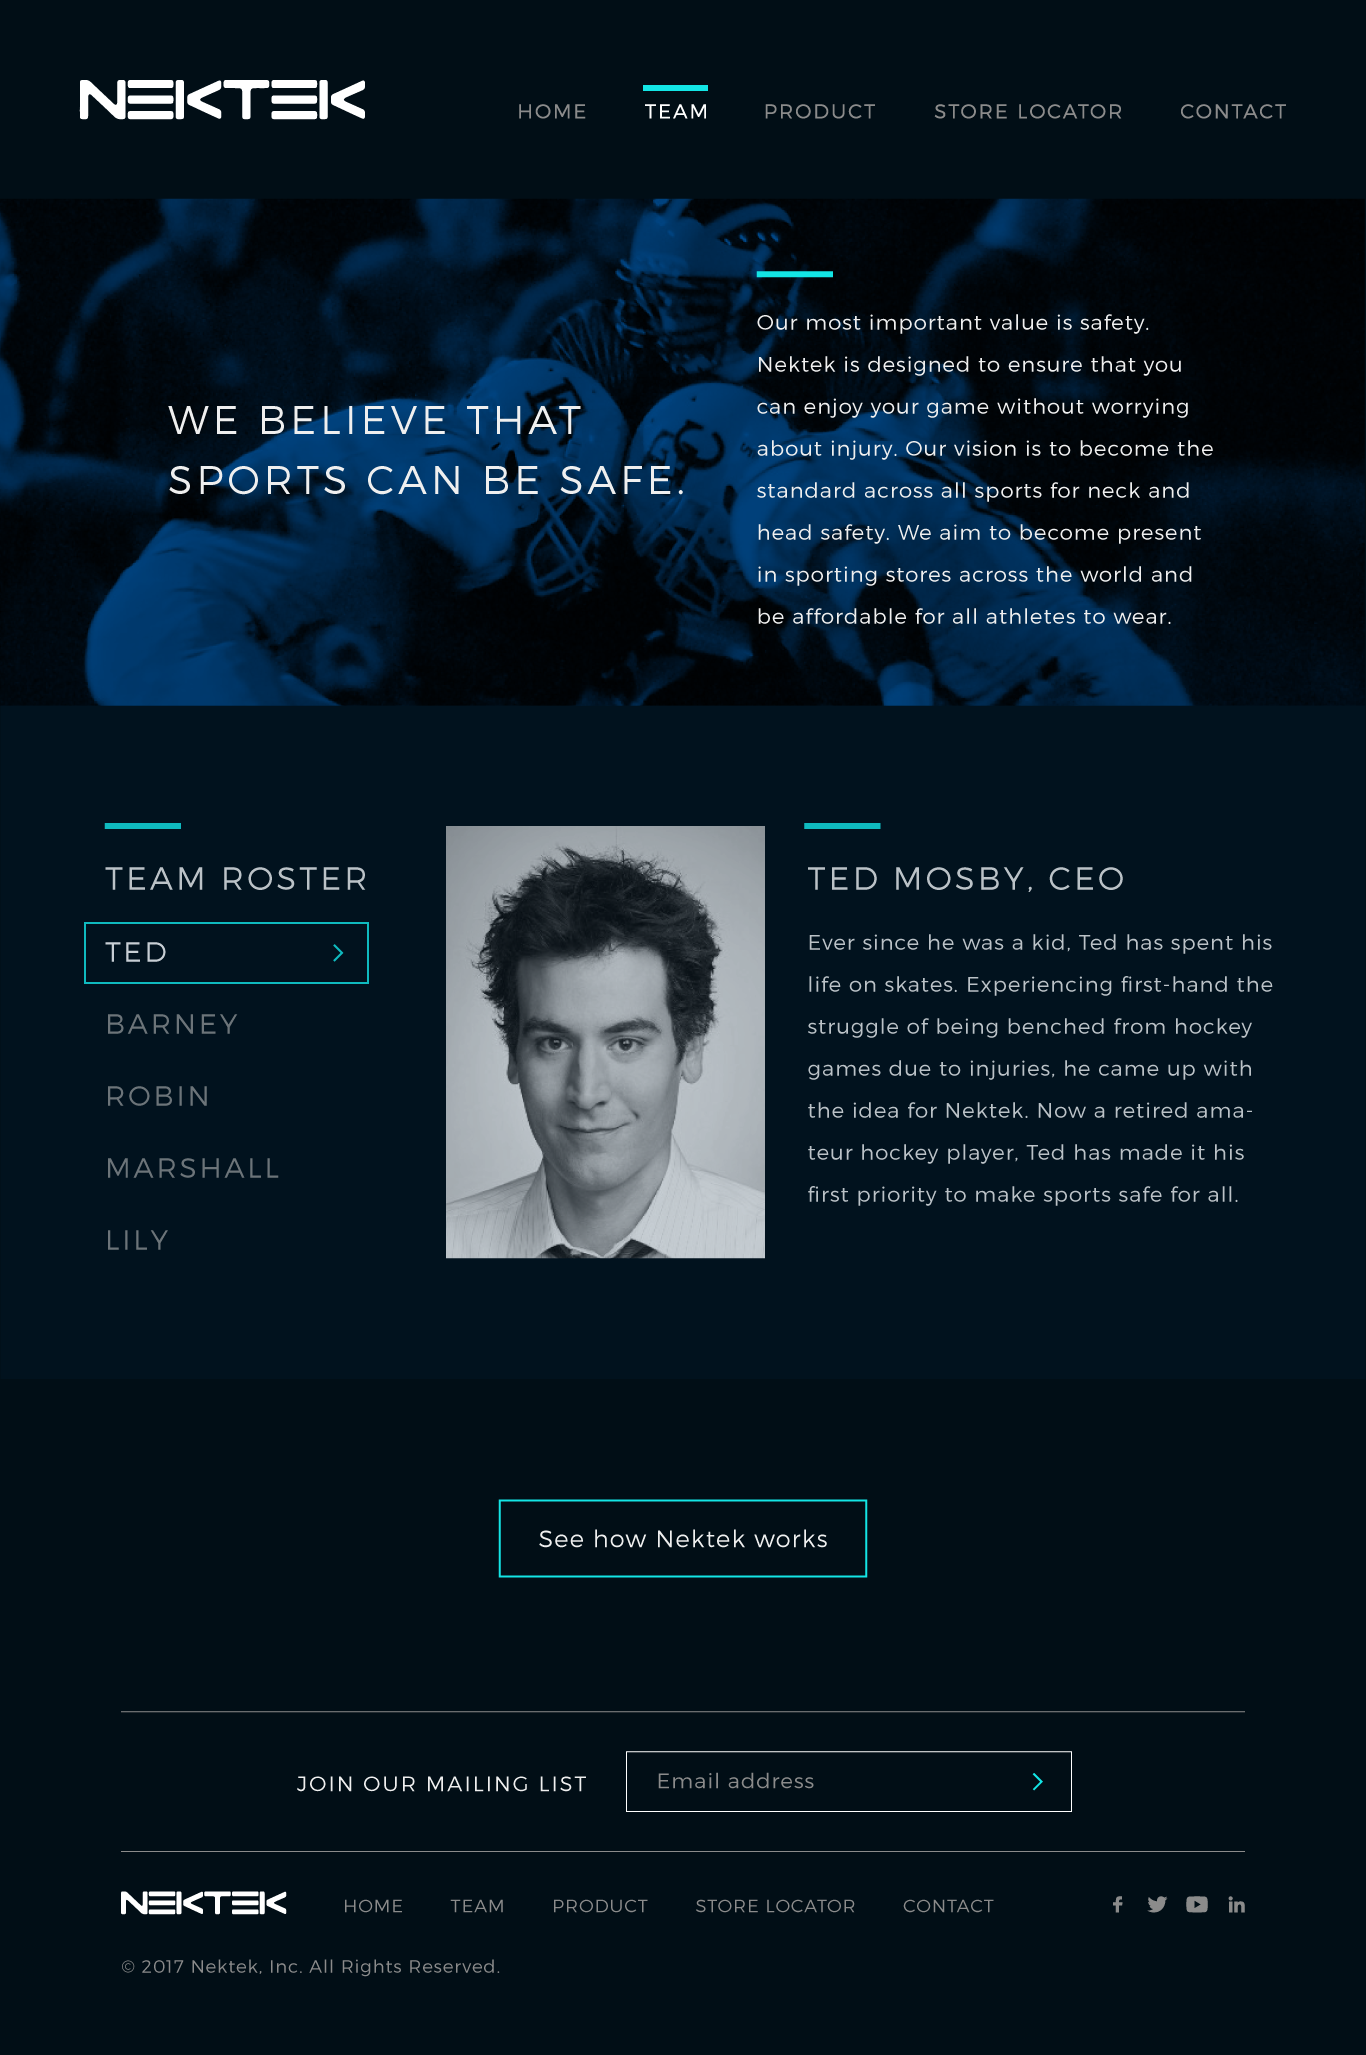 NEKTEK
HOME TEAM PRODUCT STORE LOCATOR CONTACT
WE BELIEVE THAT
SPORTS CAN BE SAFE.
Our most important value is safety.
Nektek is designed to ensure that you
can enjoy your game without worrying
about injury. Our vision is to become the
standard across all sports for neck and
head safety. We aim to become present
in sporting stores across the world and
be affordable for all athletes to wear.
TEAM ROSTER
TED
BARNEY
ROBIN
MARSHALL
LILY
TED MOSBY, CEO
Ever since he was a kid, Ted has spent his
life on skates. Experiencing first-hand the
struggle of being benched from hockey
games due to injuries, he came up with
the idea for Nektek. Now a retired ama-
teur hockey player, Ted has made it his
first priority to make sports safe for all.
See how Nektek works
JOIN OUR MAILING LIST
Email address
NEKTEK
HOME TEAM PRODUCT STORE LOCATOR CONTACT
© 2017 Nektek, Inc. All Rights Reserved.